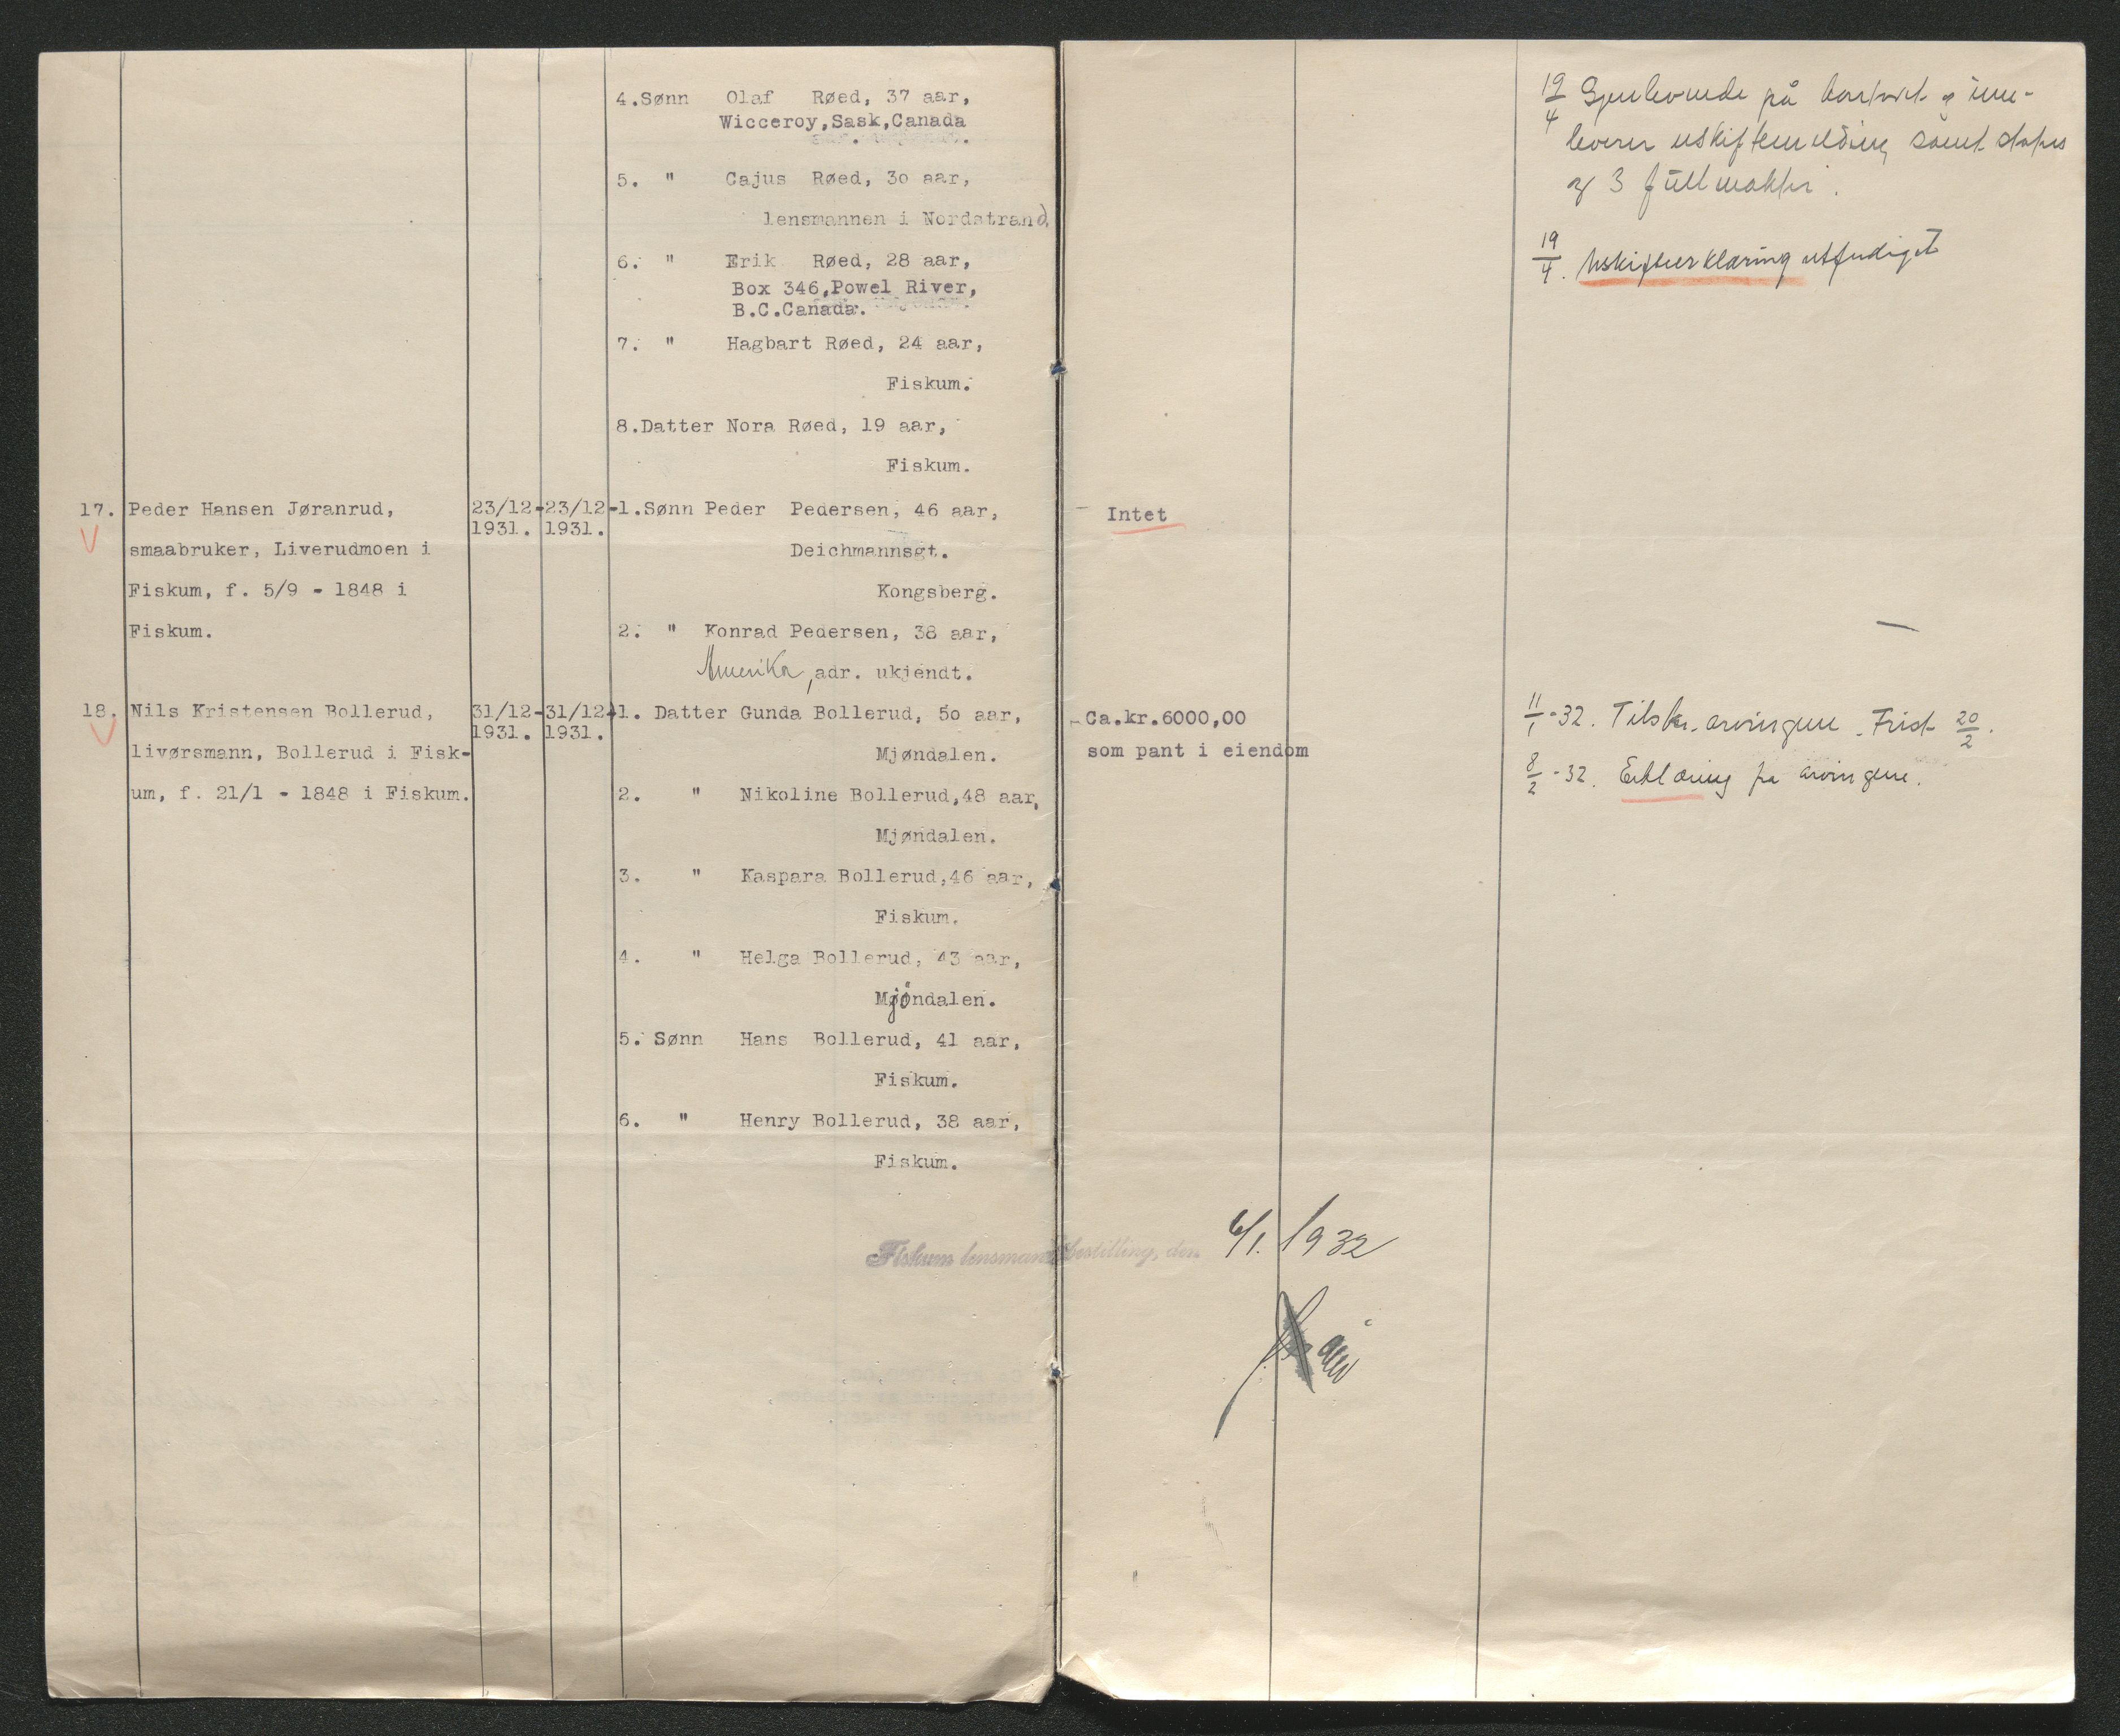 4.Sønn Olaf Røed, 37 aar,
Wicceroy,Sask,Canada
5. " Cajus Røed, 3o aar,
lensmannen i Nordstrand.
6. " Erik Røed, 28 aar,
Box 346,Powel River,
B.C.Canada.
7. " Hagbart Røed, 24 aar,
Fiskum.
8.Datter Nora Røed, 19 aar,
Fiskum.
17. Peder Hansen Jøranrud,
smaabruker, Liverudmoen i
Fiskum, f. 5/9 - 1848 i
Fiskum.
23/12-
1931.
23/12-
1931.
1.Sønn Peder Pedersen, 46 aar,
Deichmannsgt.
Kongsberg.
2. " Konrad Pedersen, 38 aar,
Amerika, adr. ukjendt.
18. Nils Kristensen Bollerud,
livørsmann, Bollerud i Fisk-
um, f. 21/1 - 1848 i Fiskum.
31/12-
1931.
31/12-
1931.
1. Datter Gunda Bollerud, 5o aar,
Mjøndalen.
2. " Nikoline Bollerud,48 aar,
Mjøndalen.
3. " Kaspara Bollerud,46 aar,
Fiskum.
4. " Helga Bollerud, 43 aar,
Mjöndalen.
5. Sønn Hans Bollerud, 41 aar,
Fiskum.
6. " Henry Bollerud, 38 aar,
Fiskum.
Fiskum lensmandsbestilling, den 6/1. 1932
Intet
Ca.kr.6000,00
som pant i eiendom
19/4 Gjenlevende på kontoret og inn-
leverer uskiftemelding samt skifte
og 3 fullmakter.
19/4. Uskifteerklæring utferdiget
11/1-32. Tilskr. arvingene. Frist 20/2.
8/2-32. Erklæring fra arvingene.